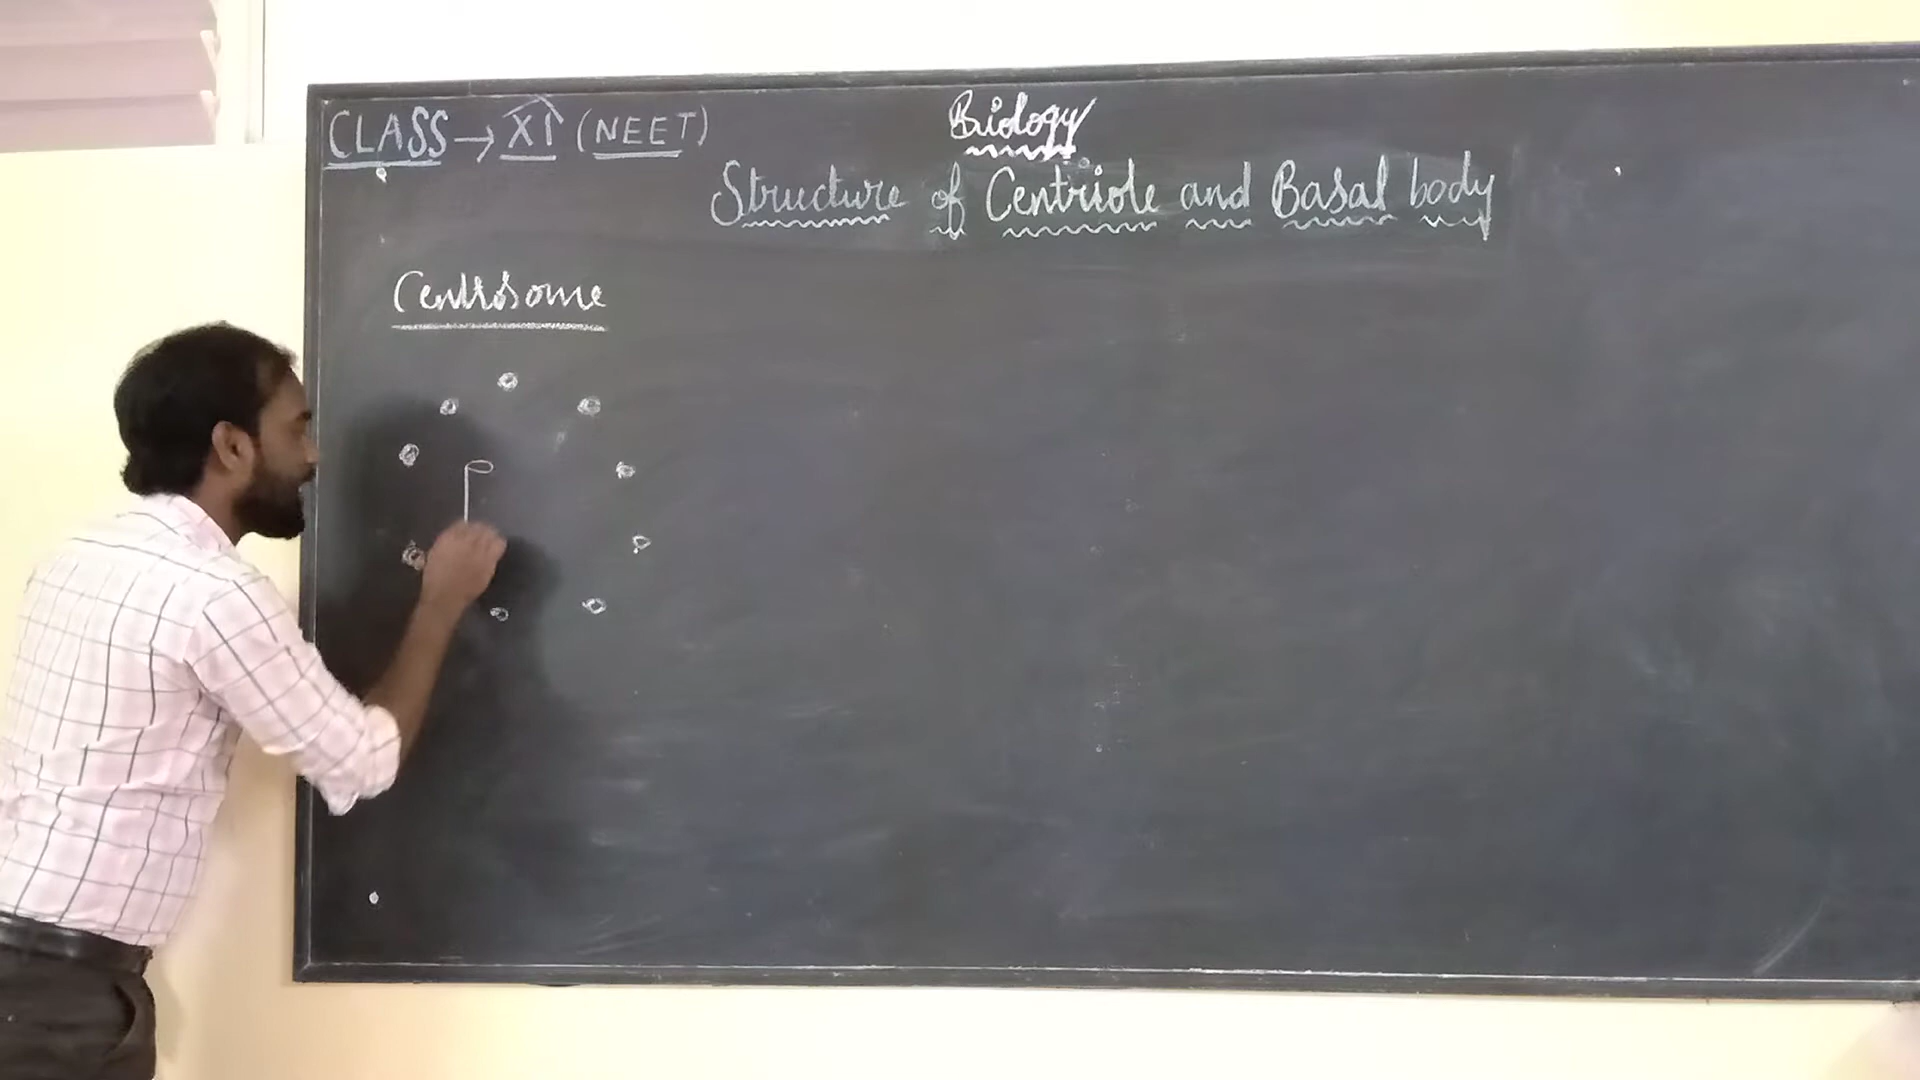 CLASS → XI (NEET)
Biology
Structure of Centriole and Basal body
Centrosome